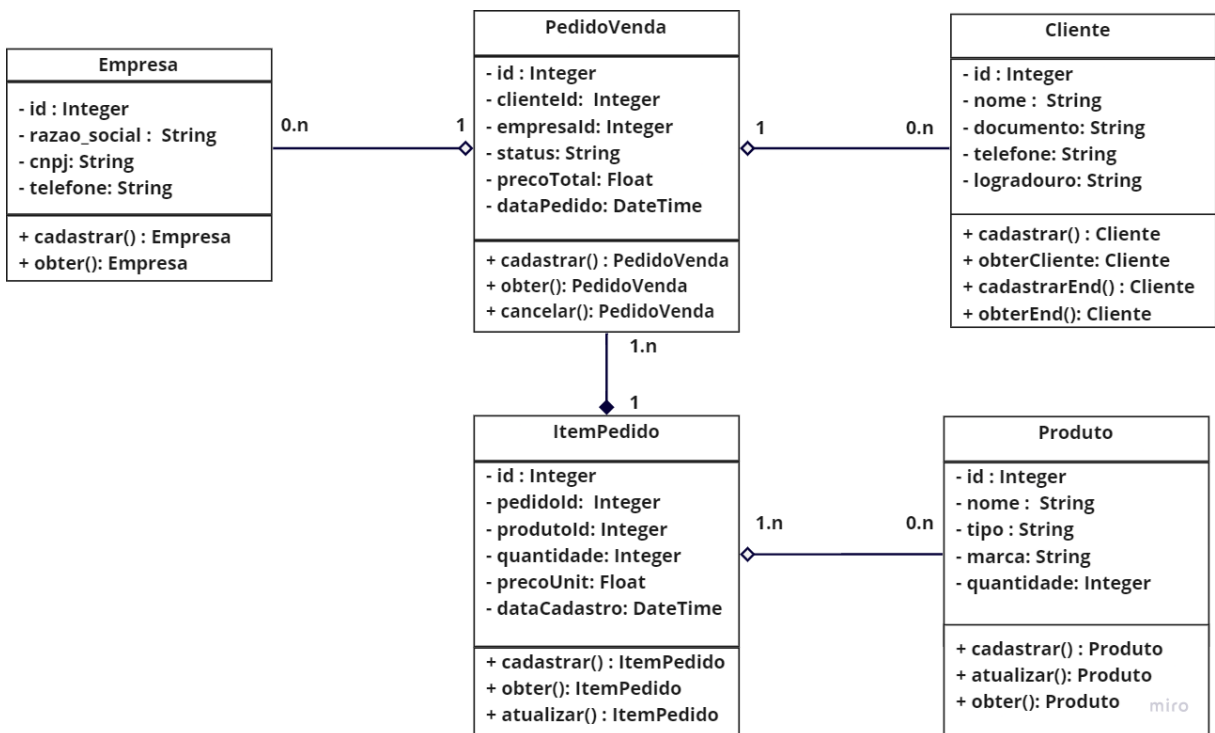 Empresa
- id : Integer
- razao_social :  String
- cnpj: String
- telefone: String
+ cadastrar() : Empresa
+ obter(): Empresa
0.n
1
PedidoVenda
- id : Integer
- clienteId:  Integer
- empresaId: Integer
- status: String
- precoTotal: Float
- dataPedido: DateTime
+ cadastrar() : PedidoVenda
+ obter(): PedidoVenda
+ cancelar(): PedidoVenda
1
0.n
Cliente
- id : Integer
- nome :  String
- documento: String
- telefone: String
- logradouro: String
+ cadastrar() : Cliente
+ obterCliente: Cliente
+ cadastrarEnd() : Cliente
+ obterEnd(): Cliente
1.n
1
ItemPedido
- id : Integer
- pedidoId:  Integer
- produtoId: Integer
- quantidade: Integer
- precoUnit: Float
- dataCadastro: DateTime
+ cadastrar() : ItemPedido
+ obter(): ItemPedido
+ atualizar() : ItemPedido
1.n
0.n
Produto
- id : Integer
- nome :  String
- tipo : String
- marca: String
- quantidade: Integer
+ cadastrar() : Produto
+ atualizar(): Produto
+ obter(): Produto
miro